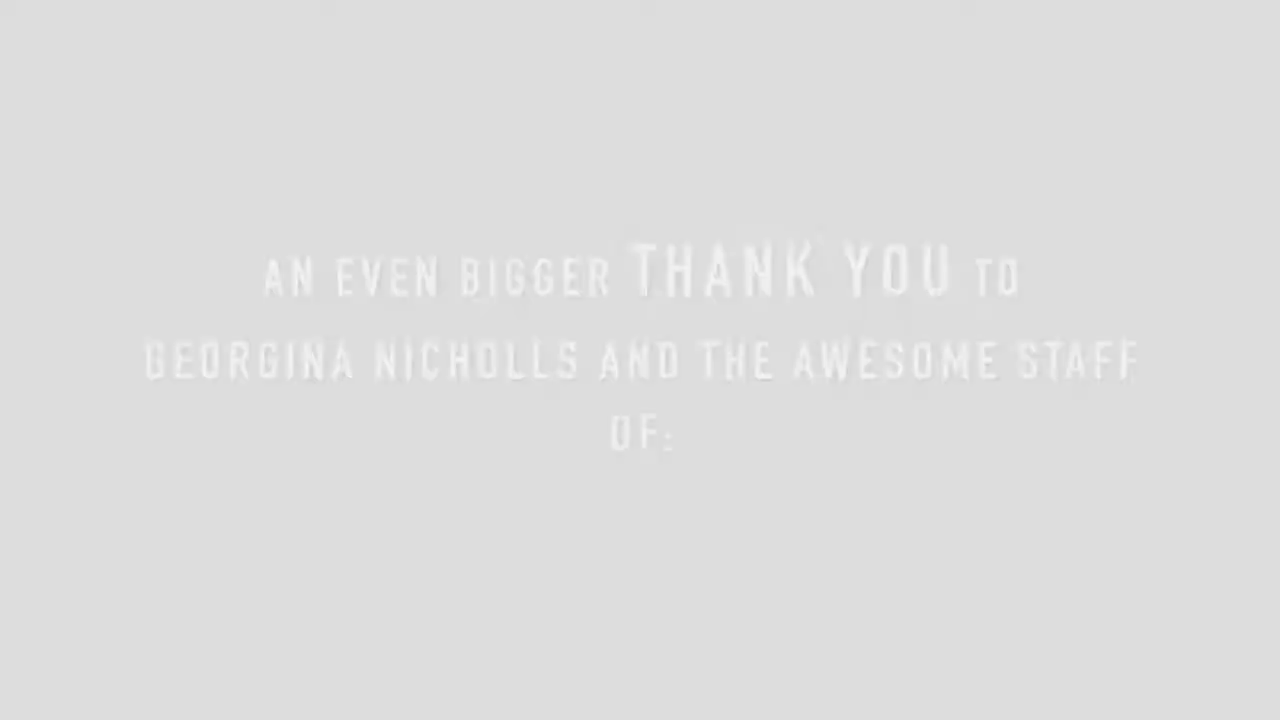 AN EVEN BIGGER THANK YOU TO
GEORGINA NICHOLLS AND THE AWESOME STAFF
OF: